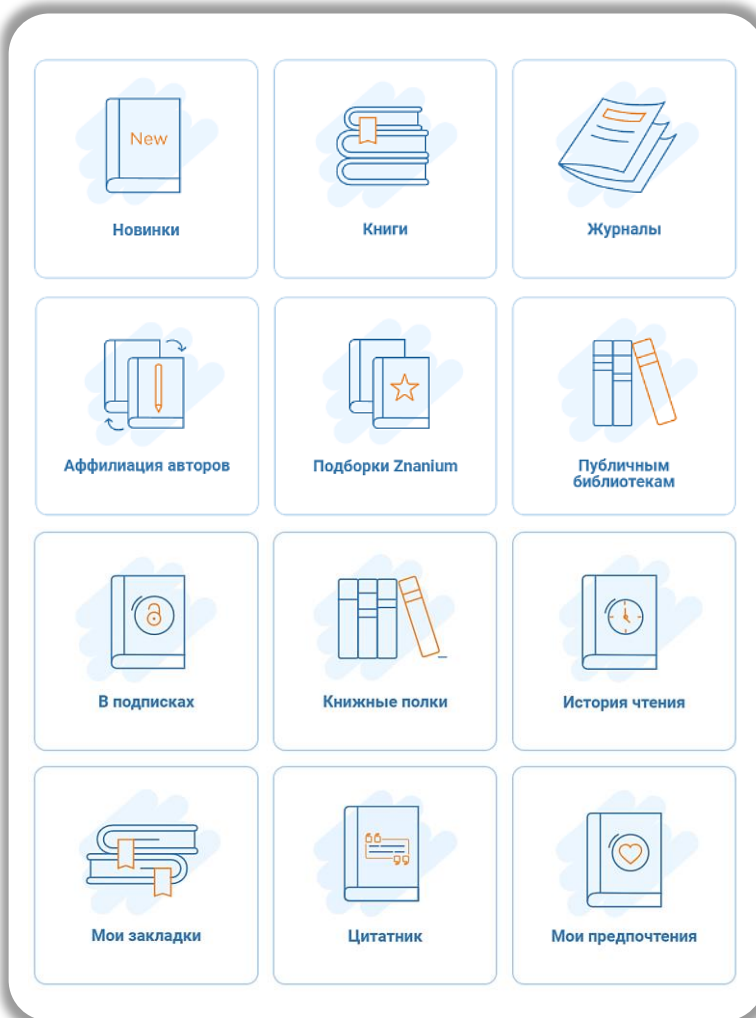 New
Новинки
Книги
Журналы
Аффилиация авторов
Подборки Znanium
Публичным
библиотекам
В подписках
Книжные полки
История чтения
Мои закладки
Цитатник
Мои предпочтения